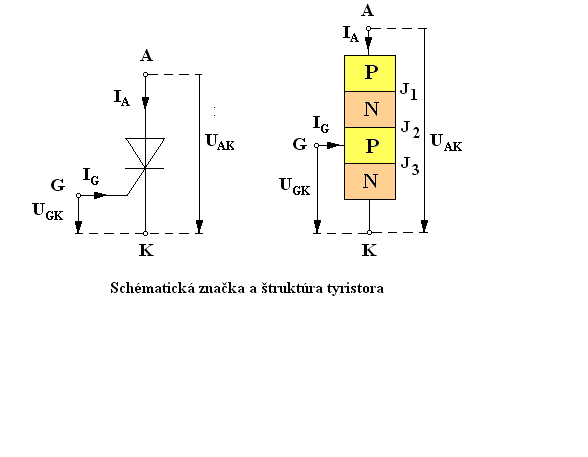 A
I_A
U_AK
G
I_G
U_GK
K
A
I_A
P
J_1
N
J_2
I_G
G
P
U_AK
J_3
U_GK
N
K
Schématická značka a štruktúra tyristora